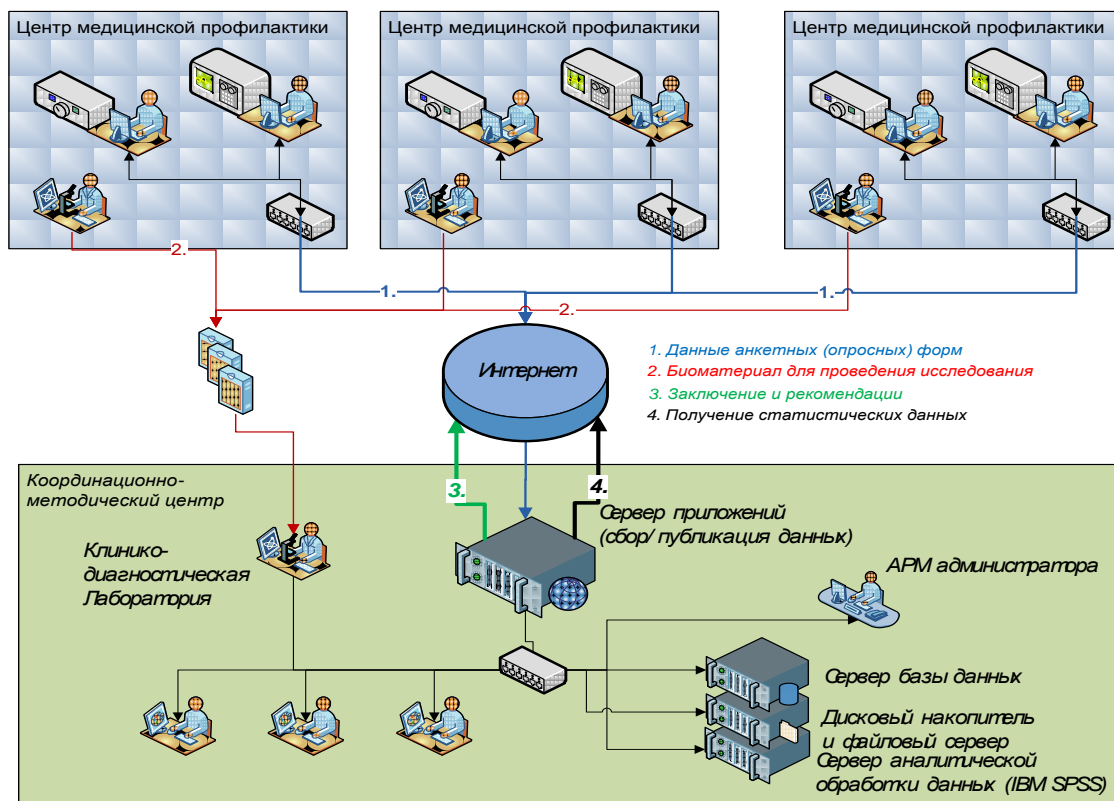 Центр медицинской профилактики
Центр медицинской профилактики
Центр медицинской профилактики
2.
1.
1.
2.
Интернет
1. Данные анкетных (опросных) форм
2. Биоматериал для проведения исследования
3. Заключение и рекомендации
4. Получение статистических данных
Координационно-
методический центр
3.
4.
Сервер приложений
(сбор/публикация данных)
Клинико-
диагностическая
Лаборатория
АРМ администратора
Сервер базы данных
Дисковый накопитель
и файловый сервер
Сервер аналитической
обработки данных (IBM SPSS)